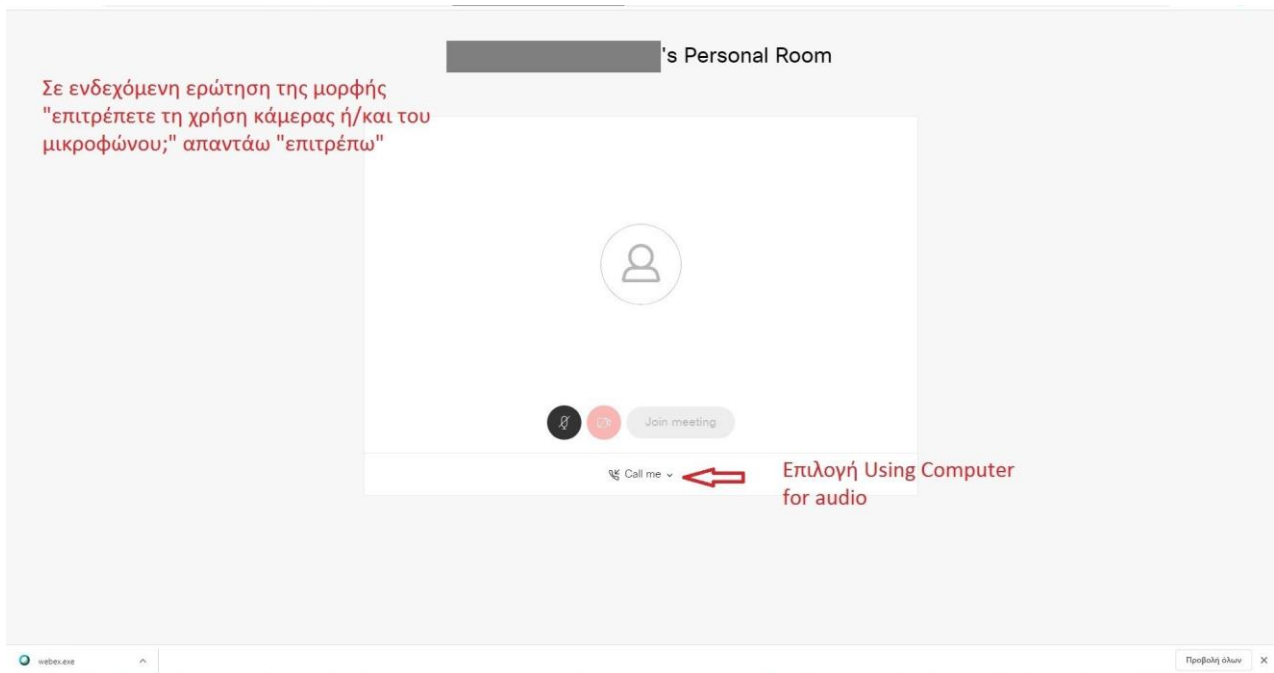 's Personal Room
Σε ενδεχόμενη ερώτηση της μορφής
"επιτρέπετε τη χρήση κάμερας ή/και του
μικροφώνου;" απαντάω "επιτρέπω"
Join meeting
Call me
Επιλογή Using Computer
for audio
webex.exe
Προβολή όλων